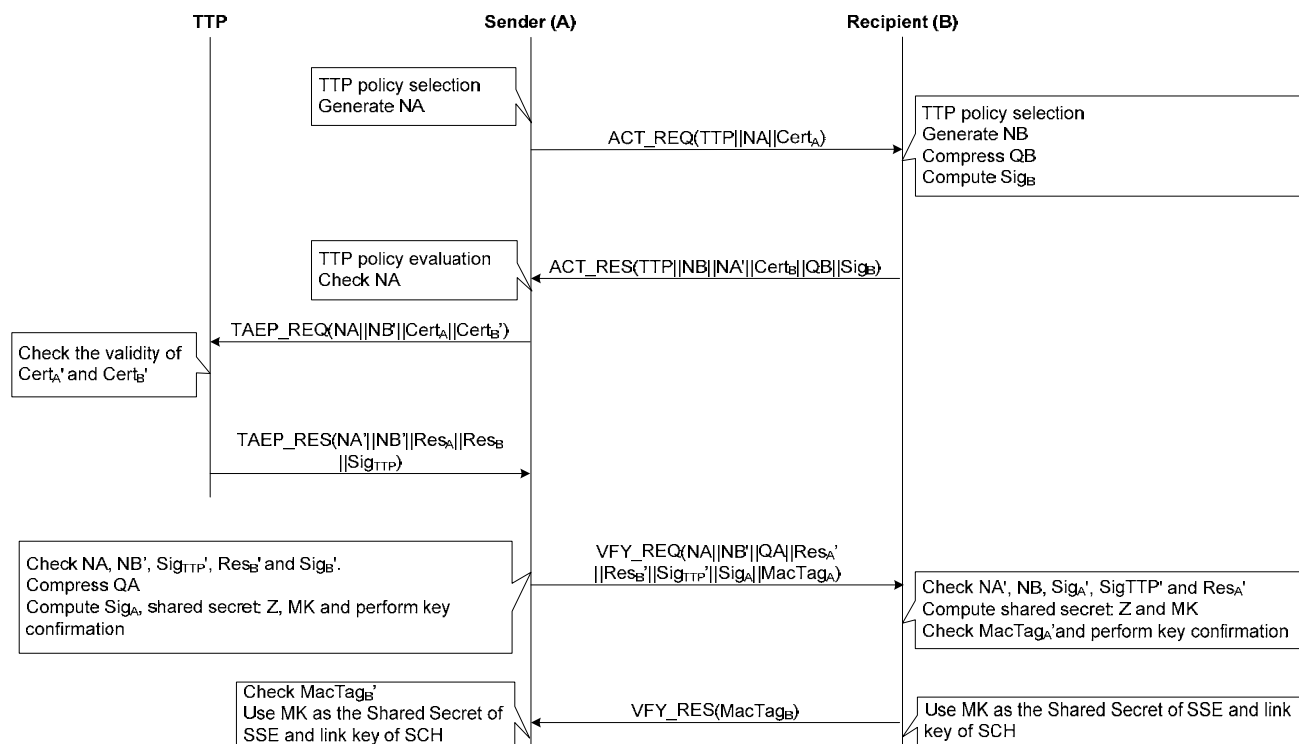 TTP
Sender (A)
Recipient (B)
TTP policy selection
Generate NA
ACT_REQ(TTP||NA||CertA)
TTP policy selection
Generate NB
Compress QB
Compute SigB
TTP policy evaluation
Check NA
ACT_RES(TTP||NB||NA'||CertB||QB||SigB)
TAEP_REQ(NA||NB'||CertA||CertB')
Check the validity of
CertA' and CertB'
TAEP_RES(NA'||NB'||ResA||ResB
||SigTTP)
Check NA, NB', SigTTP', ResB' and SigB'.
Compress QA
Compute SigA, shared secret: Z, MK and perform key
confirmation
VFY_REQ(NA||NB'||QA||ResA'
||ResB'||SigTTP'||SigA||MacTagA)
Check NA', NB, SigA', SigTTP' and ResA'
Compute shared secret: Z and MK
Check MacTagA' and perform key confirmation
Check MacTagB'
Use MK as the Shared Secret of
SSE and link key of SCH
VFY_RES(MacTagB)
Use MK as the Shared Secret of SSE and link
key of SCH